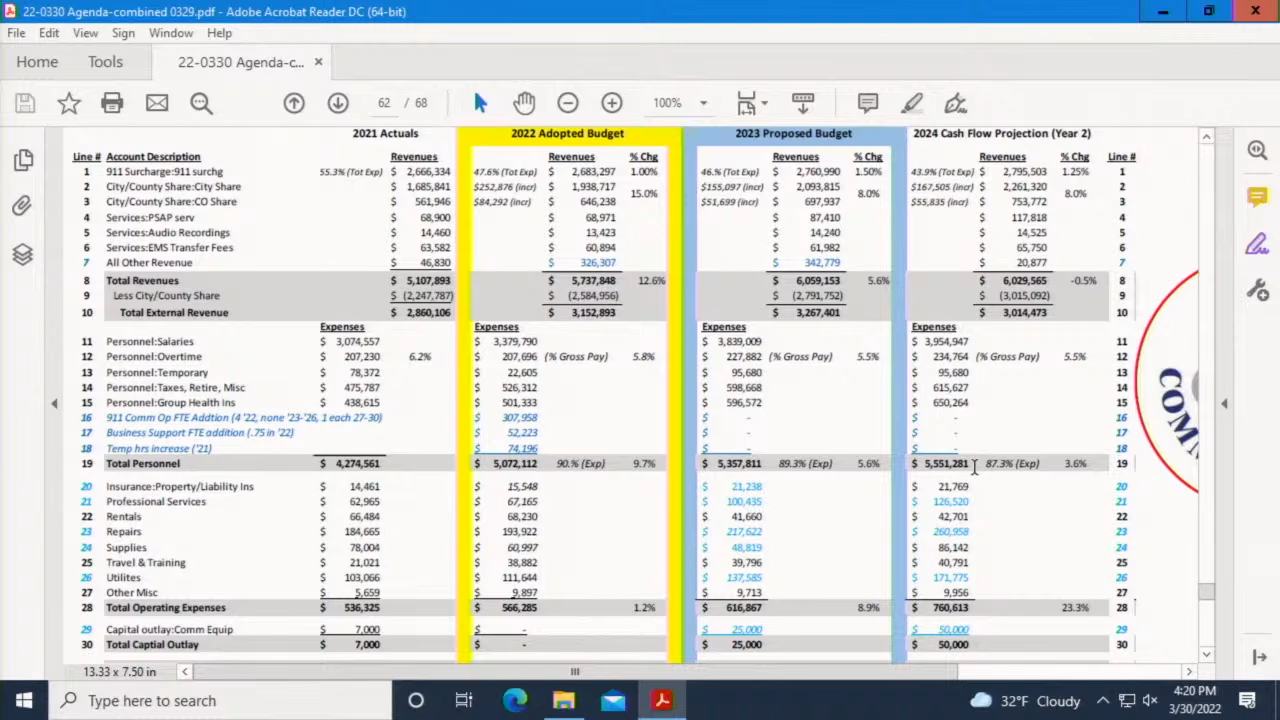 22-0330 Agenda-combined 0329.pdf - Adobe Acrobat Reader DC (64-bit)
File Edit View Sign Window Help
Home Tools 22-0330 Agenda-c... ×
62 / 68 100%
2021 Actuals 2022 Adopted Budget 2023 Proposed Budget 2024 Cash Flow Projection (Year 2)
Line # Account Description Revenues Revenues % Chg Revenues % Chg Revenues % Chg Line #
1 911 Surcharge:911 surchg 55.3% (Tot Exp) $ 2,666,334 47.6% (Tot Exp) $ 2,683,297 1.00% 46.% (Tot Exp) $ 2,760,990 1.50% 43.9% (Tot Exp) $ 2,795,503 1.25% 1
2 City/County Share:City Share $ 1,685,841 $252,876 (incr) $ 1,938,717 15.0% $155,097 (incr) $ 2,093,815 8.0% $167,505 (incr) $ 2,261,320 8.0% 2
3 City/County Share:CO Share $ 561,946 $84,292 (incr) $ 646,238 $51,699 (incr) $ 697,937 $55,835 (incr) $ 753,772 3
4 Services:PSAP serv $ 68,900 $ 68,971 $ 87,410 $ 117,818 4
5 Services:Audio Recordings $ 14,460 $ 13,423 $ 14,240 $ 14,525 5
6 Services:EMS Transfer Fees $ 63,582 $ 60,894 $ 61,982 $ 65,750 6
7 All Other Revenue $ 46,830 $ 326,307 $ 342,779 $ 20,877 7
8 Total Revenues $ 5,107,893 $ 5,737,848 12.6% $ 6,059,153 5.6% $ 6,029,565 -0.5% 8
9 Less City/County Share $ (2,247,787) $ (2,584,956) $ (2,791,752) $ (3,015,092) 9
10 Total External Revenue $ 2,860,106 $ 3,152,893 $ 3,267,401 $ 3,014,473 10
Expenses Expenses Expenses Expenses
11 Personnel:Salaries $ 3,074,557 $ 3,379,790 $ 3,839,009 $ 3,954,947 11
12 Personnel:Overtime $ 207,230 6.2% $ 207,696 (% Gross Pay) 5.8% $ 227,882 (% Gross Pay) 5.5% $ 234,764 (% Gross Pay) 5.5% 12
13 Personnel:Temporary $ 78,372 $ 22,605 $ 95,680 $ 95,680 13
14 Personnel:Taxes, Retire, Misc $ 475,787 $ 526,312 $ 598,668 $ 615,627 14
15 Personnel:Group Health Ins $ 438,615 $ 501,333 $ 596,572 $ 650,264 15
16 911 Comm Op FTE Addtion (4 '22, none '23-'26, 1 each 27-30) $ 307,958 $ - $ - 16
17 Business Support FTE addition (.75 in '22) $ 52,223 $ - $ - 17
18 Temp hrs increase ('21) $ 74,196 $ - $ - 18
19 Total Personnel $ 4,274,561 $ 5,072,112 90.% (Exp) 9.7% $ 5,357,811 89.3% (Exp) 5.6% $ 5,551,281 87.3% (Exp) 3.6% 19
20 Insurance:Property/Liability Ins $ 14,461 $ 15,548 $ 21,238 $ 21,769 20
21 Professional Services $ 62,965 $ 67,165 $ 100,435 $ 126,520 21
22 Rentals $ 66,484 $ 68,230 $ 41,660 $ 42,701 22
23 Repairs $ 184,665 $ 193,922 $ 217,622 $ 260,958 23
24 Supplies $ 78,004 $ 60,997 $ 48,819 $ 86,142 24
25 Travel & Training $ 21,021 $ 38,882 $ 39,796 $ 40,791 25
26 Utilites $ 103,066 $ 111,644 $ 137,585 $ 171,775 26
27 Other Misc $ 5,659 $ 9,897 $ 9,713 $ 9,956 27
28 Total Operating Expenses $ 536,325 $ 566,285 1.2% $ 616,867 8.9% $ 760,613 23.3% 28
29 Capital outlay:Comm Equip $ 7,000 $ - $ 25,000 $ 50,000 29
30 Total Captial Outlay $ 7,000 $ - $ 25,000 $ 50,000 30
13.33 x 7.50 in
Type here to search 32°F Cloudy 4:20 PM
3/30/2022